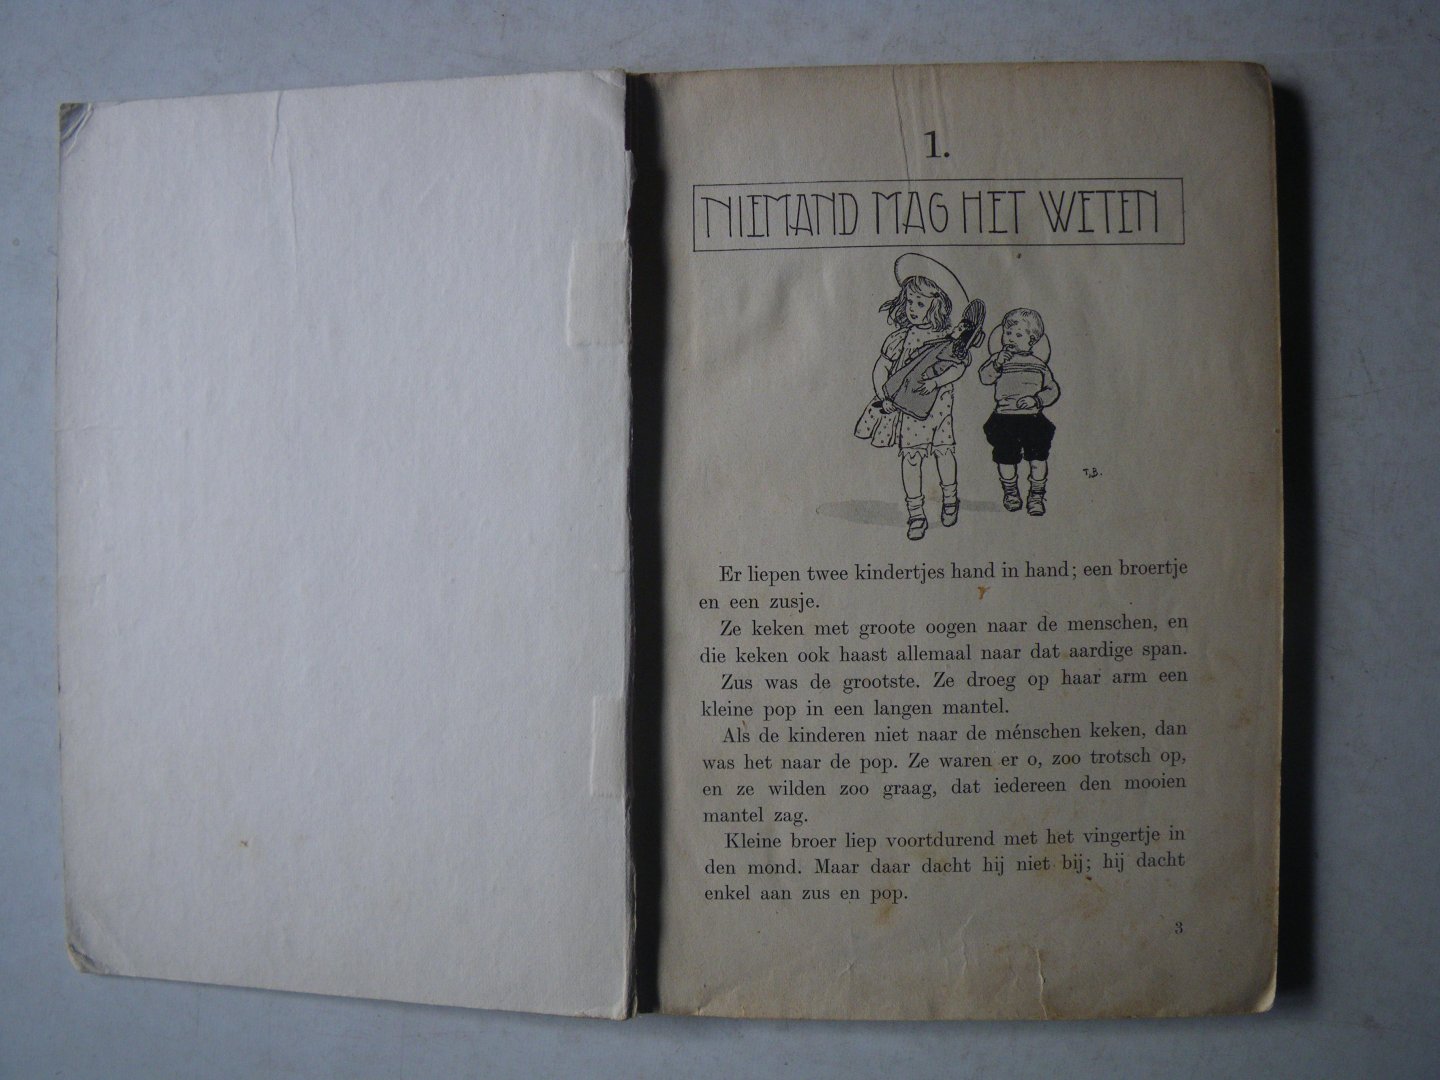 1.
NIEMAND MAG HET WETEN
T.B.
Er liepen twee kindertjes hand in hand; een broertje
en een zusje.
Ze keken met groote oogen naar de menschen, en
die keken ook haast allemaal naar dat aardige span.
Zus was de grootste. Ze droeg op haar arm een
kleine pop in een langen mantel.
Als de kinderen niet naar de ménschen keken, dan
was het naar de pop. Ze waren er o, zoo trotsch op,
en ze wilden zoo graag, dat iedereen den mooien
mantel zag.
Kleine broer liep voortdurend met het vingertje in
den mond. Maar daar dacht hij niet bij; hij dacht
enkel aan zus en pop.
3